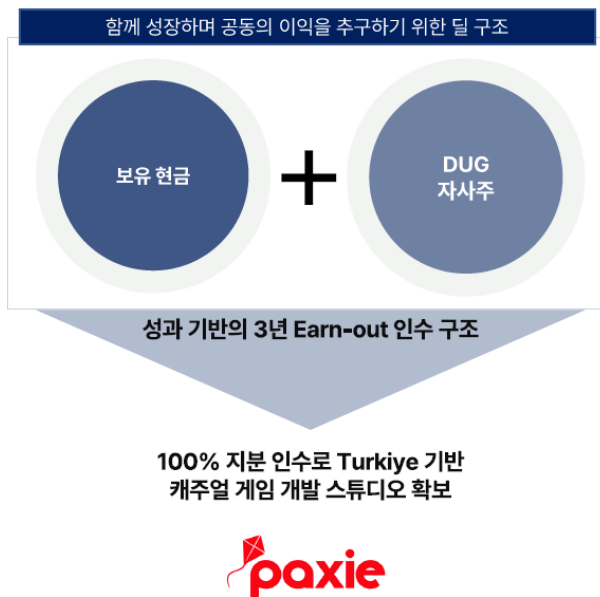 함께 성장하며 공동의 이익을 추구하기 위한 딜 구조
보유 현금
+
DUG
자사주
성과 기반의 3년 Earn-out 인수 구조
100% 지분 인수로 Turkiye 기반
캐주얼 게임 개발 스튜디오 확보
paxie